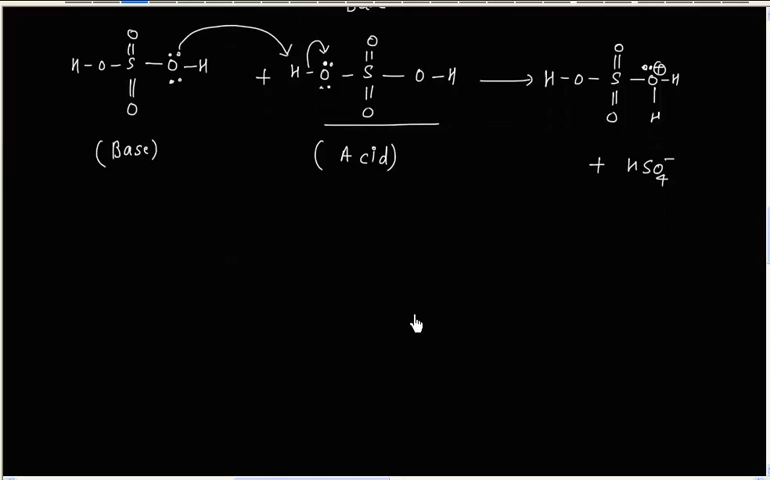 O O O
H - O - S - O - H + H - O - S - O - H → H - O - S - O⊕ - H
O O O H
(Base) (Acid) + HSO4⁻